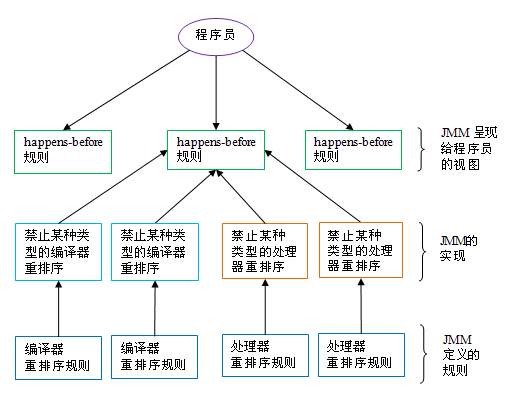 程序员
happens-before
规则
happens-before
规则
happens-before
规则
JMM 呈现
给程序员
的视图
禁止某种类
型的编译器
重排序
禁止某种类
型的编译器
重排序
禁止某种
类型的处理
器重排序
禁止某种
类型的处理
器重排序
JMM的
实现
编译器
重排序规则
编译器
重排序规则
处理器
重排序规则
处理器
重排序规则
JMM
定义的
规则